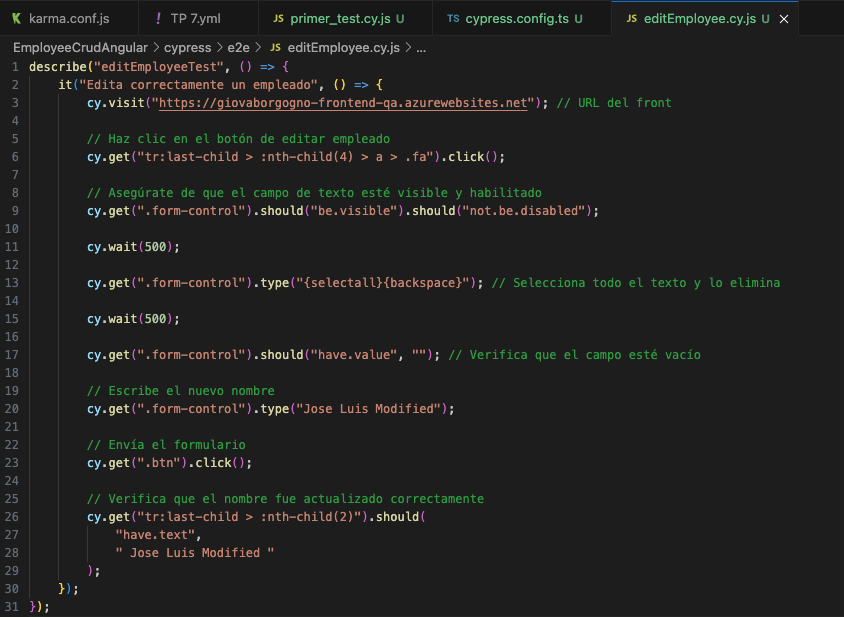 karma.conf.js
! TP 7.yml
JS primer_test.cy.js U
TS cypress.config.ts U
JS editEmployee.cy.js U ×
EmployeeCrudAngular > cypress > e2e > JS editEmployee.cy.js > ...
1 describe("editEmployeeTest", () => {
2 it("Edita correctamente un empleado", () => {
3 cy.visit("https://giovaborgogno-frontend-qa.azurewebsites.net"); // URL del front
4
5 // Haz clic en el botón de editar empleado
6 cy.get("tr:last-child > :nth-child(4) > a > .fa").click();
7
8 // Asegúrate de que el campo de texto esté visible y habilitado
9 cy.get(".form-control").should("be.visible").should("not.be.disabled");
10
11 cy.wait(500);
12
13 cy.get(".form-control").type("{selectall}{backspace}"); // Selecciona todo el texto y lo elimina
14
15 cy.wait(500);
16
17 cy.get(".form-control").should("have.value", ""); // Verifica que el campo esté vacío
18
19 // Escribe el nuevo nombre
20 cy.get(".form-control").type("Jose Luis Modified");
21
22 // Envía el formulario
23 cy.get(".btn").click();
24
25 // Verifica que el nombre fue actualizado correctamente
26 cy.get("tr:last-child > :nth-child(2)").should(
27 "have.text",
28 " Jose Luis Modified "
29 );
30 });
31 });